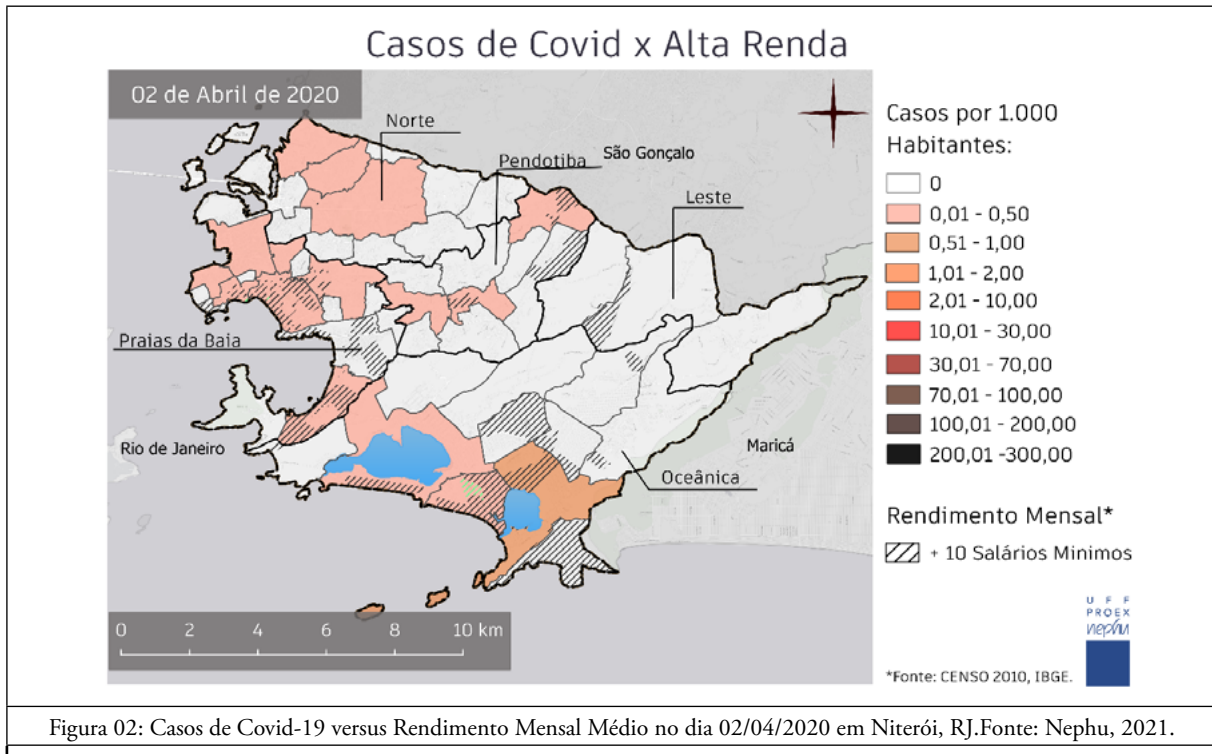 Casos de Covid x Alta Renda
02 de Abril de 2020
Norte
Pendotiba
São Gonçalo
Leste
Praias da Baia
Rio de Janeiro
Maricá
Oceânica
0 2 4 6 8 10 km
Casos por 1.000
Habitantes:
0
0,01 - 0,50
0,51 - 1,00
1,01 - 2,00
2,01 - 10,00
10,01 - 30,00
30,01 - 70,00
70,01 - 100,00
100,01 - 200,00
200,01 -300,00
Rendimento Mensal*
+ 10 Salários Minimos
U F F
PROEX
nephu
*Fonte: CENSO 2010, IBGE.
Figura 02: Casos de Covid-19 versus Rendimento Mensal Médio no dia 02/04/2020 em Niterói, RJ.Fonte: Nephu, 2021.